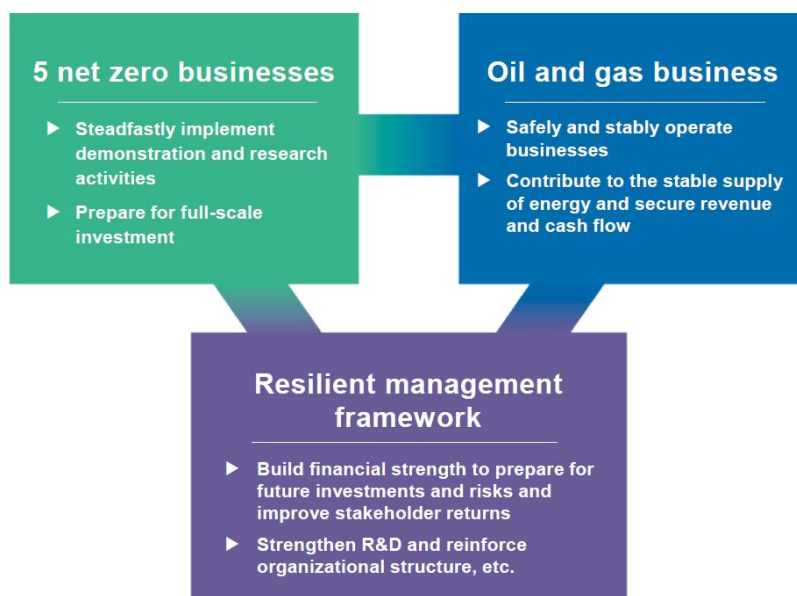 5 net zero businesses
▶ Steadfastly implement
demonstration and research
activities
▶ Prepare for full-scale
investment
Oil and gas business
▶ Safely and stably operate
businesses
▶ Contribute to the stable supply
of energy and secure revenue
and cash flow
Resilient management
framework
▶ Build financial strength to prepare for
future investments and risks and
improve stakeholder returns
▶ Strengthen R&D and reinforce
organizational structure, etc.